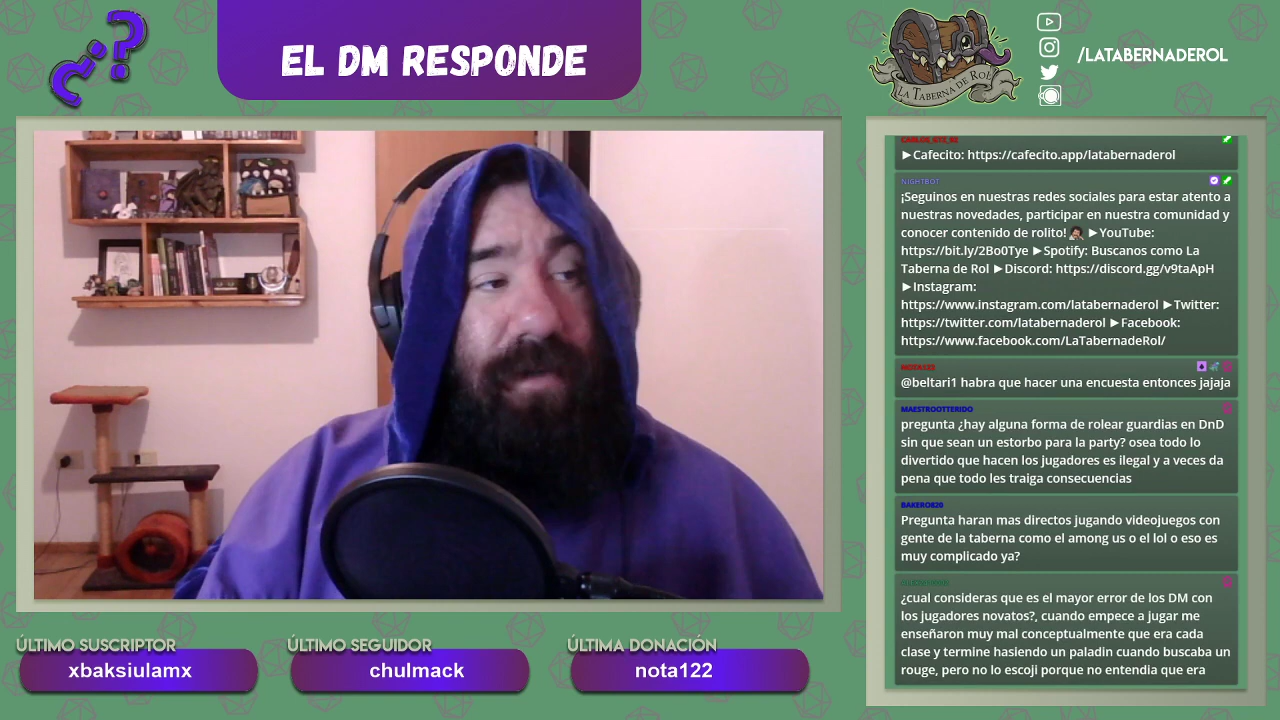 ¿?
EL DM RESPONDE
LA TABERNA DE ROL
/LATABERNADEROL
►Cafecito: https://cafecito.app/latabernaderol
NIGHTBOT
¡Seguinos en nuestras redes sociales para estar atento a
nuestras novedades, participar en nuestra comunidad y
conocer contenido de rolito! ►YouTube:
https://bit.ly/2Bo0Tye ►Spotify: Buscanos como La
Taberna de Rol ►Discord: https://discord.gg/v9taApH
►Instagram:
https://www.instagram.com/latabernaderol ►Twitter:
https://twitter.com/latabernaderol ►Facebook:
https://www.facebook.com/LaTabernadeRol/
NOTA122
@beltari1 habra que hacer una encuesta entonces jajaja
MAESTROOTTERIDO
pregunta ¿hay alguna forma de rolear guardias en DnD
sin que sean un estorbo para la party? osea todo lo
divertido que hacen los jugadores es ilegal y a veces da
pena que todo les traiga consecuencias
BAKERO820
Pregunta haran mas directos jugando videojuegos con
gente de la taberna como el among us o el lol o eso es
muy complicado ya?
¿cual consideras que es el mayor error de los DM con
los jugadores novatos?, cuando empece a jugar me
enseñaron muy mal conceptualmente que era cada
clase y termine hasiendo un paladin cuando buscaba un
rouge, pero no lo escoji porque no entendia que era
ÚLTIMO SUSCRIPTOR
xbaksiulamx
ÚLTIMO SEGUIDOR
chulmack
ÚLTIMA DONACIÓN
nota122